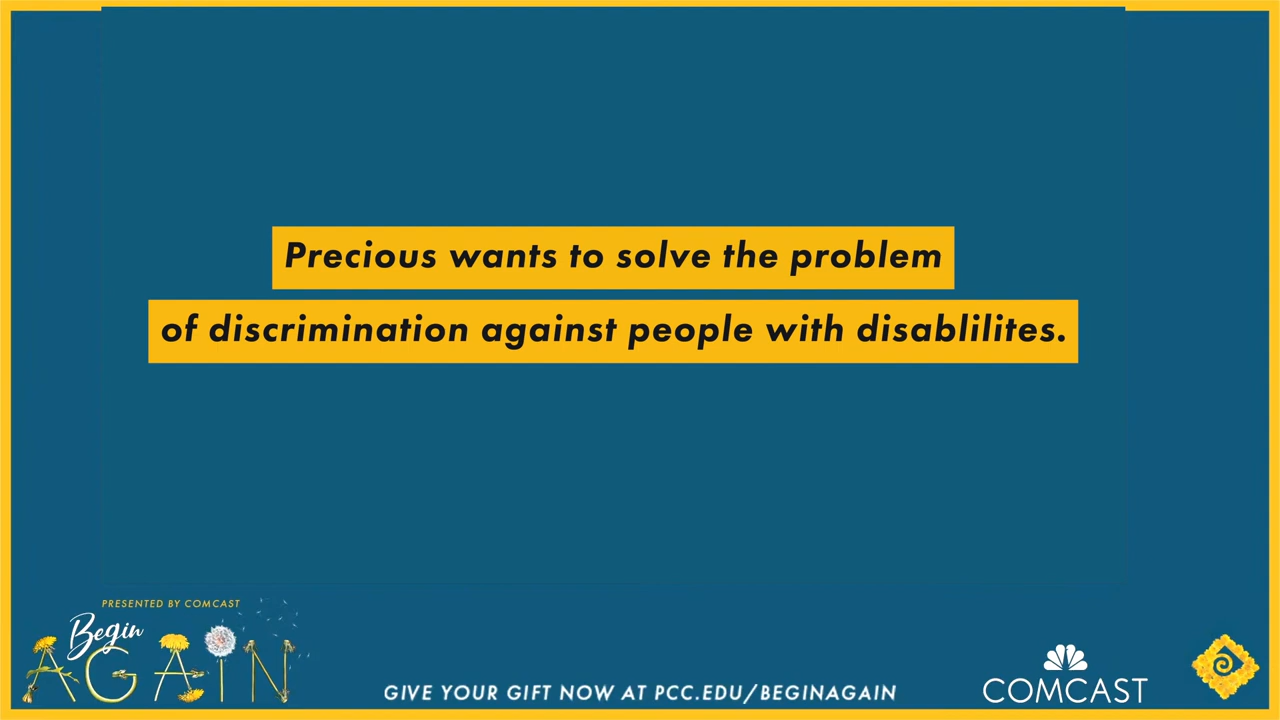 Precious wants to solve the problem
of discrimination against people with disablilites.
PRESENTED BY COMCAST
Begin
AGAIN
GIVE YOUR GIFT NOW AT PCC.EDU/BEGINAGAIN
COMCAST